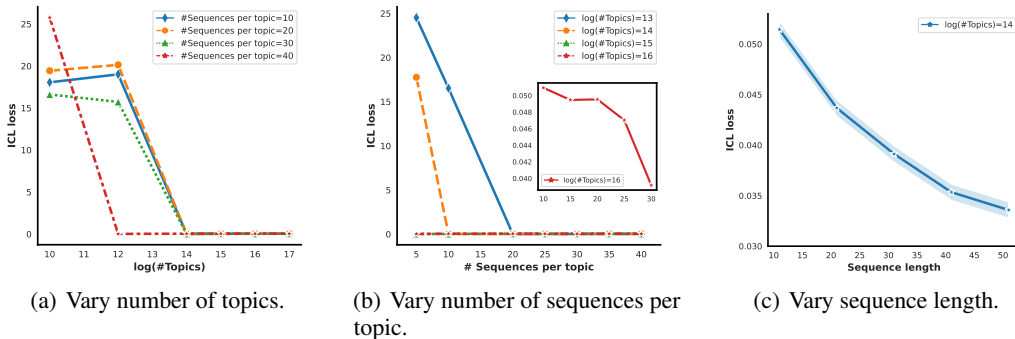 25
20
15
10
5
0
ICL loss
#Sequences per topic=10
#Sequences per topic=20
#Sequences per topic=30
#Sequences per topic=40
10 11 12 13 14 15 16 17
log(#Topics)
(a) Vary number of topics.
25
20
15
10
5
0
ICL loss
log(#Topics)=13
log(#Topics)=14
log(#Topics)=15
log(#Topics)=16
0.050
0.048
0.046
0.044
0.042
0.040
log(#Topics)=16
10 15 20 25 30
5 10 15 20 25 30 35 40
# Sequences per topic
(b) Vary number of sequences per
topic.
0.050
0.045
0.040
0.035
0.030
ICL loss
log(#Topics)=14
10 15 20 25 30 35 40 45 50
Sequence length
(c) Vary sequence length.